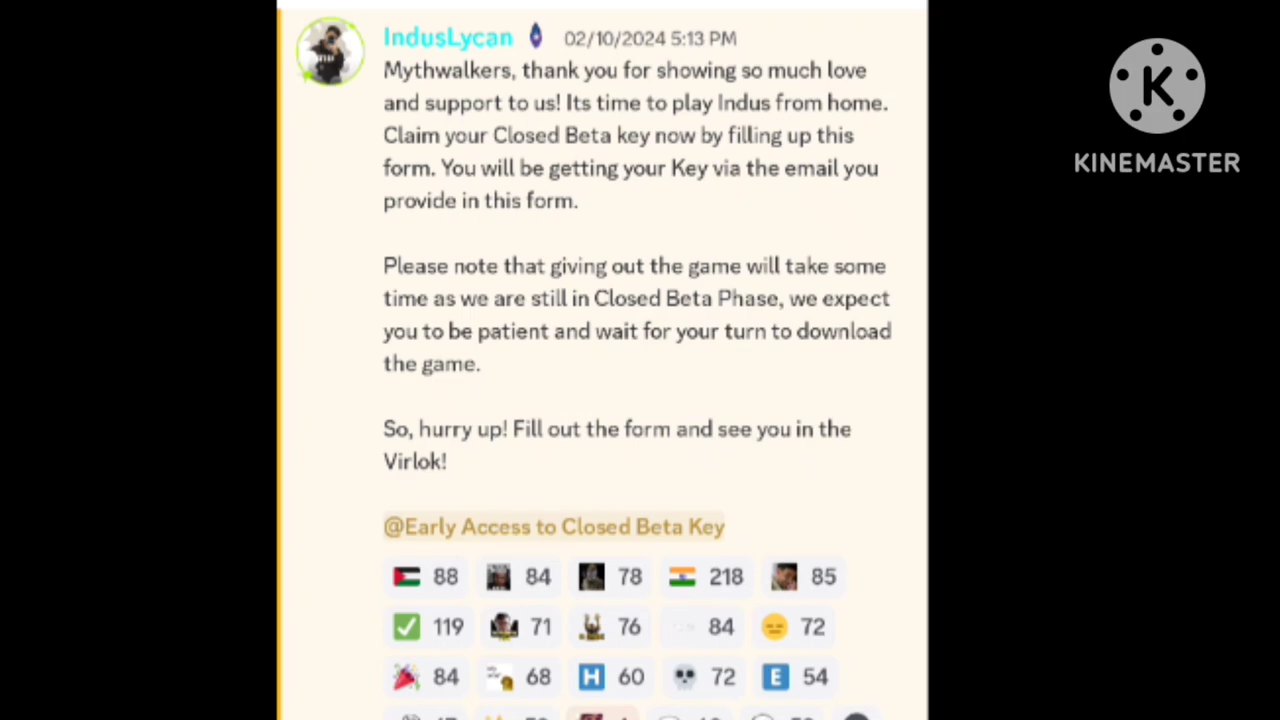 IndusLycan 02/10/2024 5:13 PM
Mythwalkers, thank you for showing so much love
and support to us! Its time to play Indus from home.
Claim your Closed Beta key now by filling up this
form. You will be getting your Key via the email you
provide in this form.
Please note that giving out the game will take some
time as we are still in Closed Beta Phase, we expect
you to be patient and wait for your turn to download
the game.
So, hurry up! Fill out the form and see you in the
Virlok!
@Early Access to Closed Beta Key
88 84 78 218 85
119 71 76 84 72
84 68 H 60 72 E 54
K
KINEMASTER